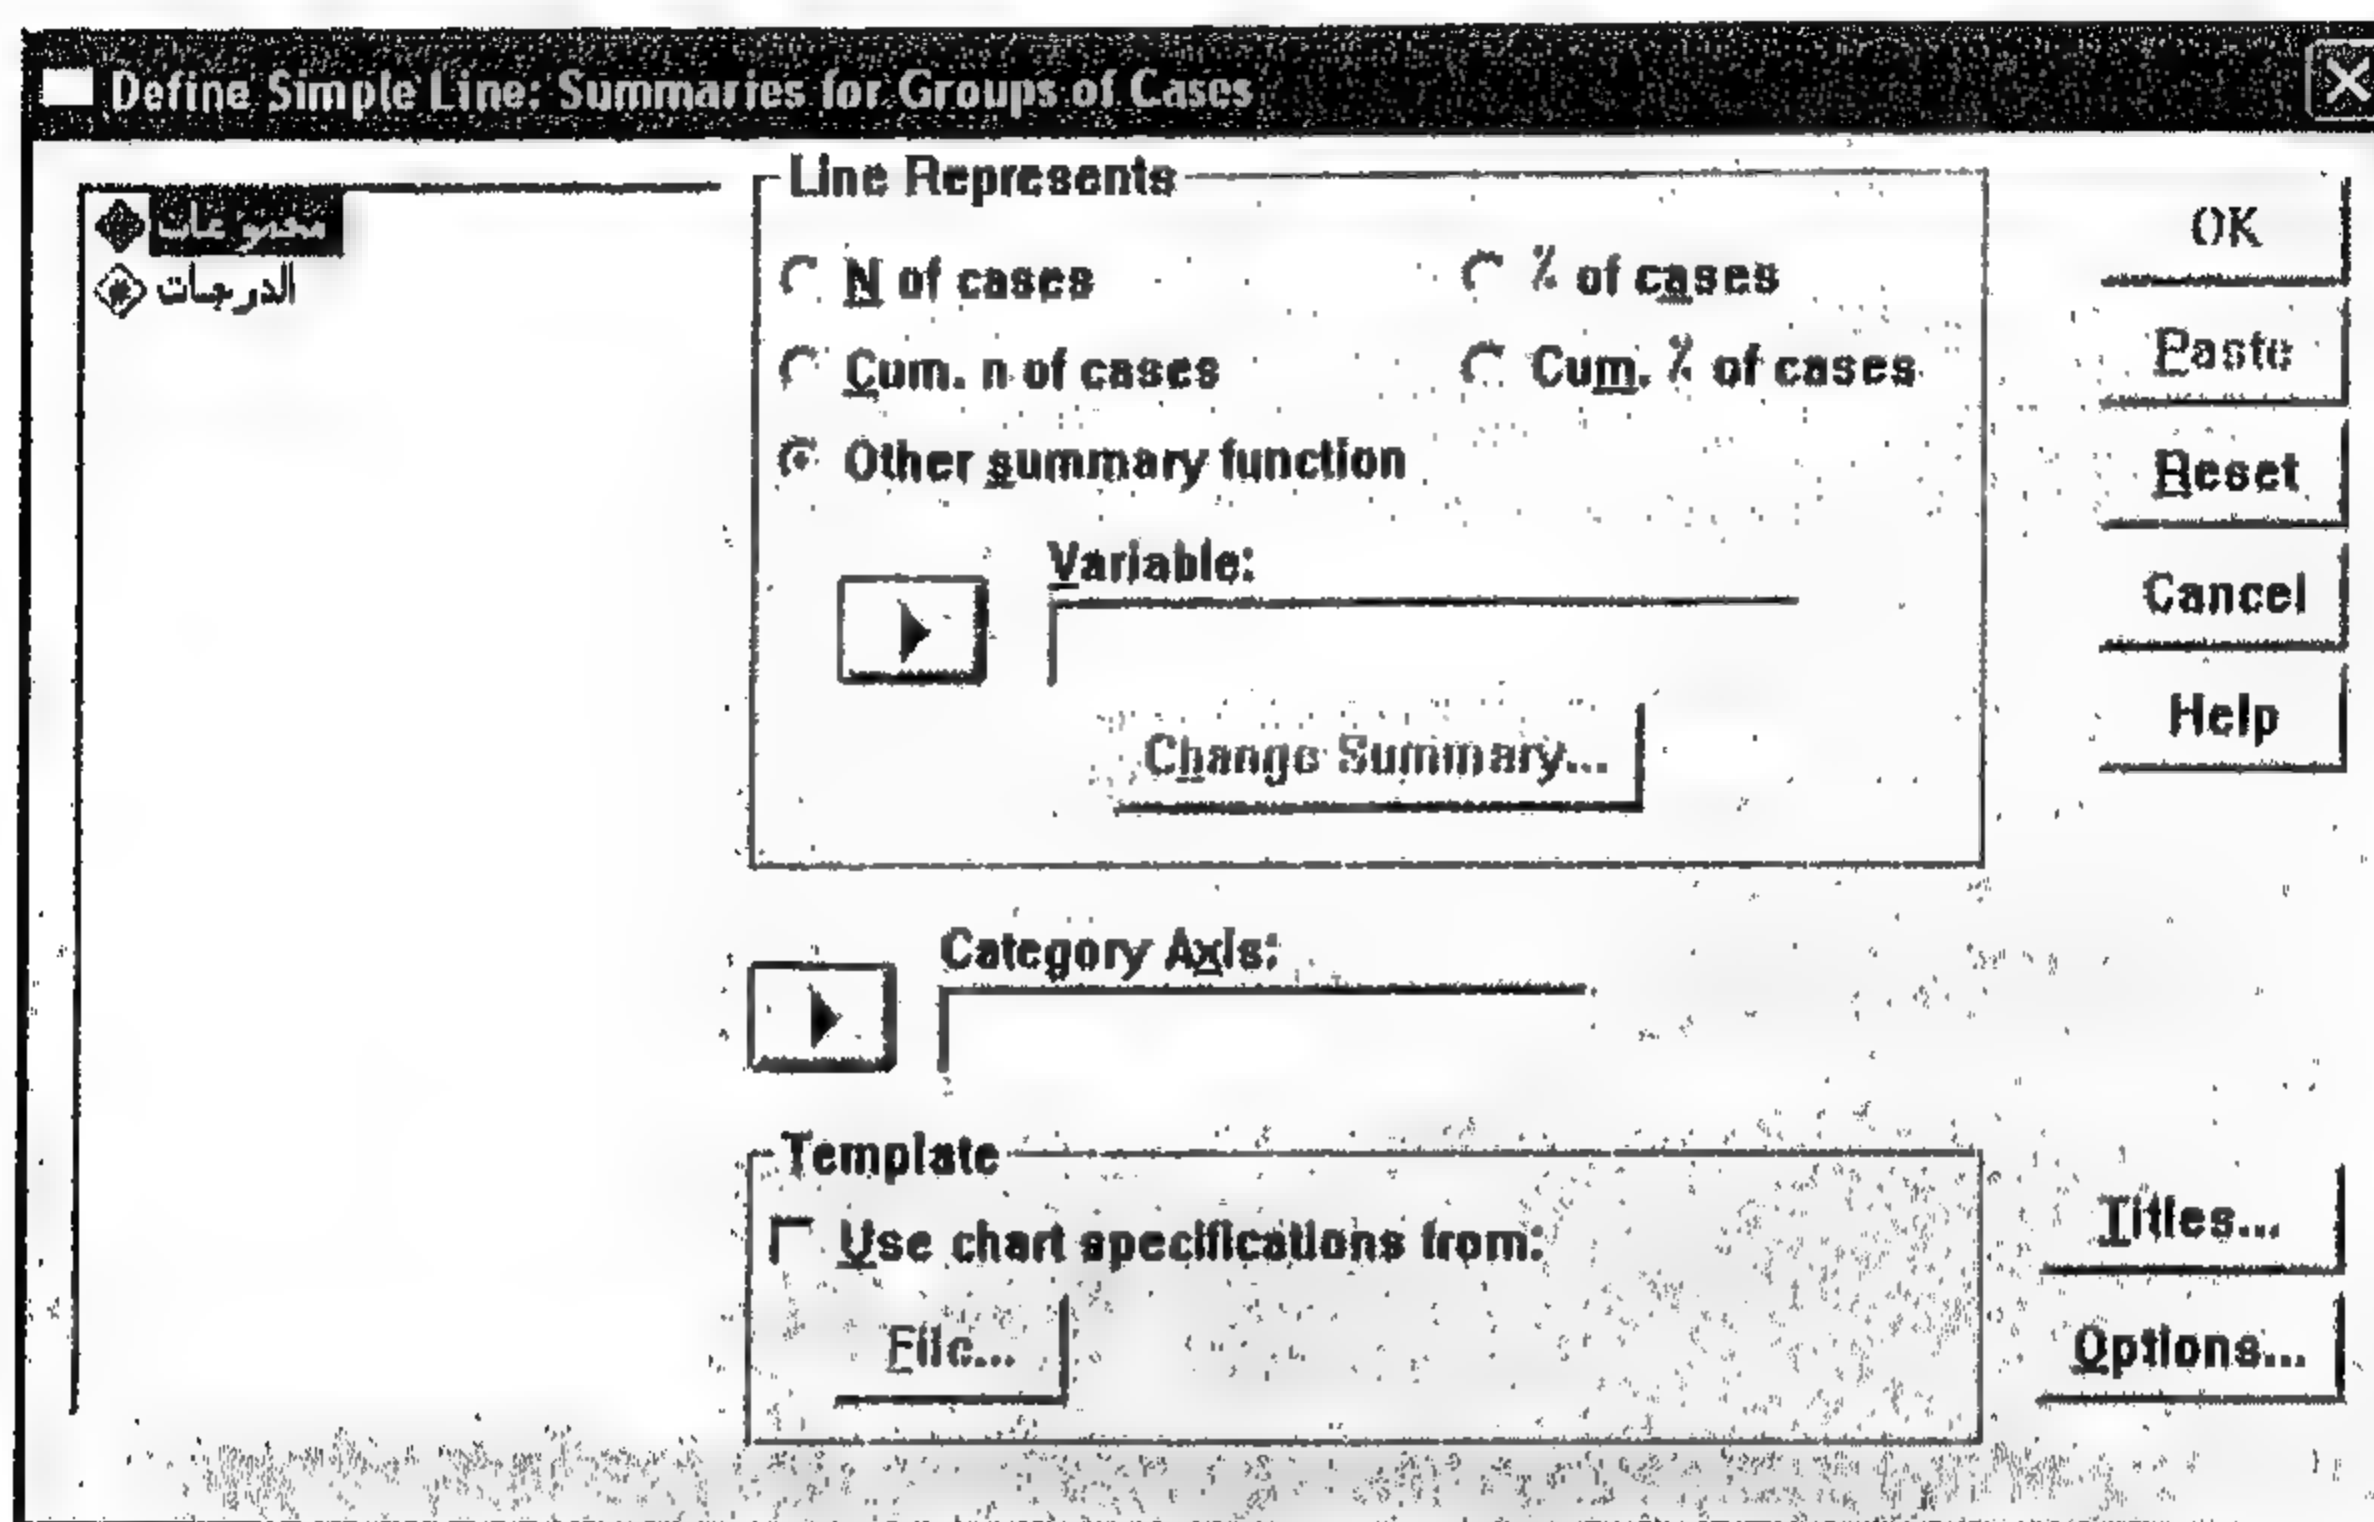 Define Simple Line: Summaries for Groups of Cases
مجموعات
الدرجات
Line Represents
N of cases
% of cases
Cum. n of cases
Cum. % of cases
Other summary function
Variable:
Change Summary...
Category Axis:
Template
Use chart specifications from:
File...
OK
Paste
Reset
Cancel
Help
Titles...
Options...